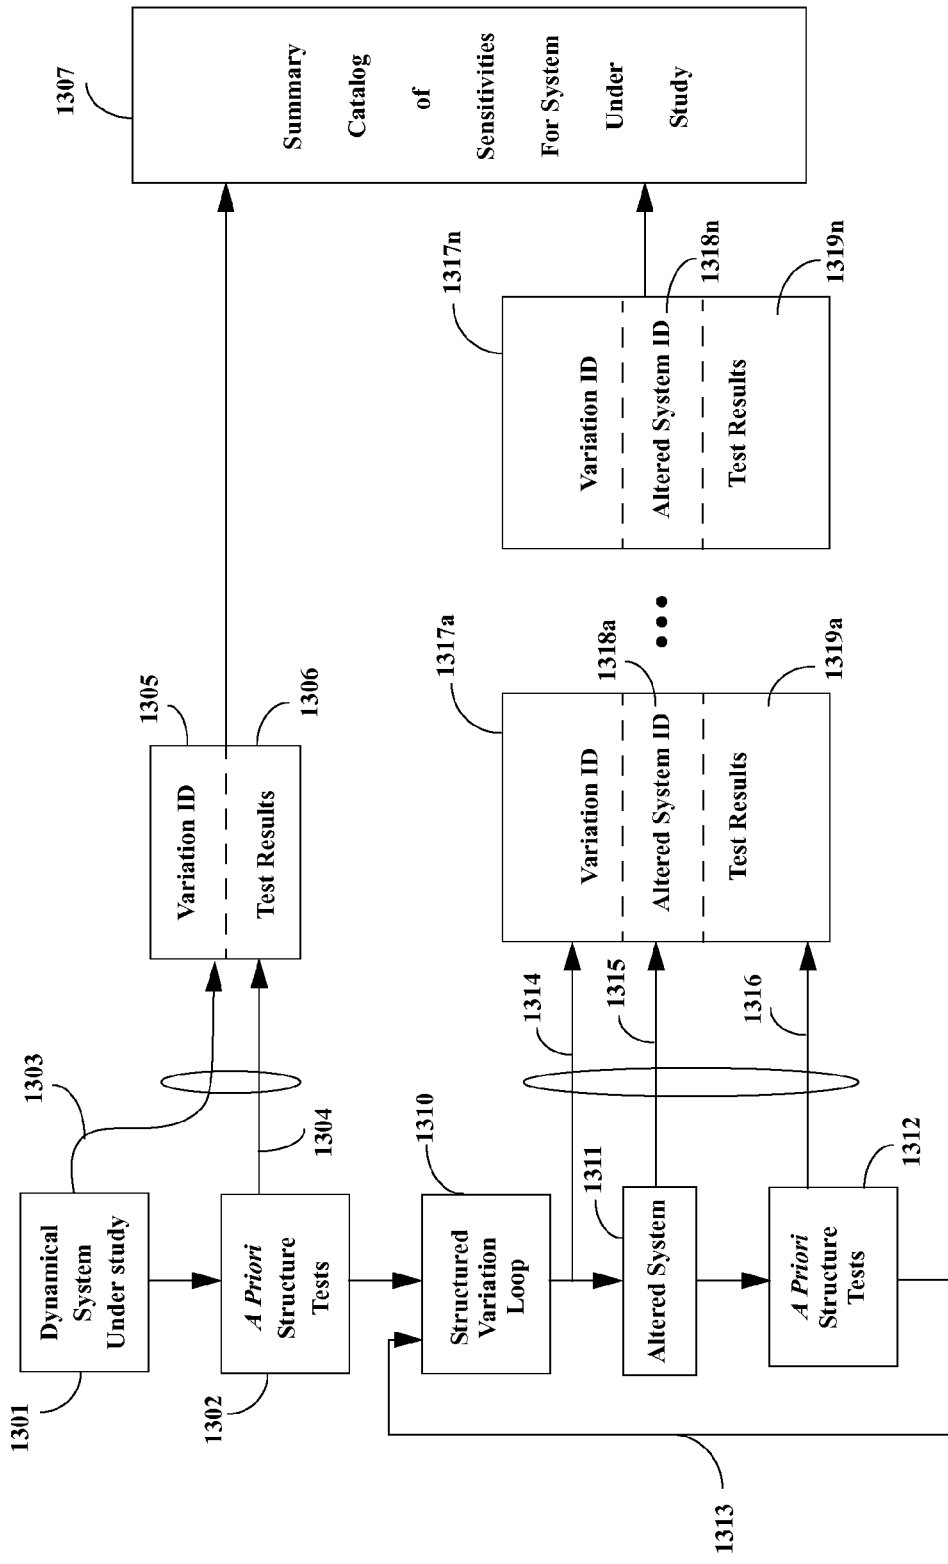 1301
Dynamical
System
Under study
1303
1302
A Priori
Structure
Tests
1304
1305
Variation ID
Test Results
1306
1307
Summary
Catalog
of
Sensitivities
For System
Under
Study
1310
Structured
Variation
Loop
1311
Altered System
1312
A Priori
Structure
Tests
1313
1314
1315
1316
1317a
Variation ID
Altered System ID
1318a
Test Results
1319a
•••
1317n
Variation ID
Altered System ID
1318n
Test Results
1319n